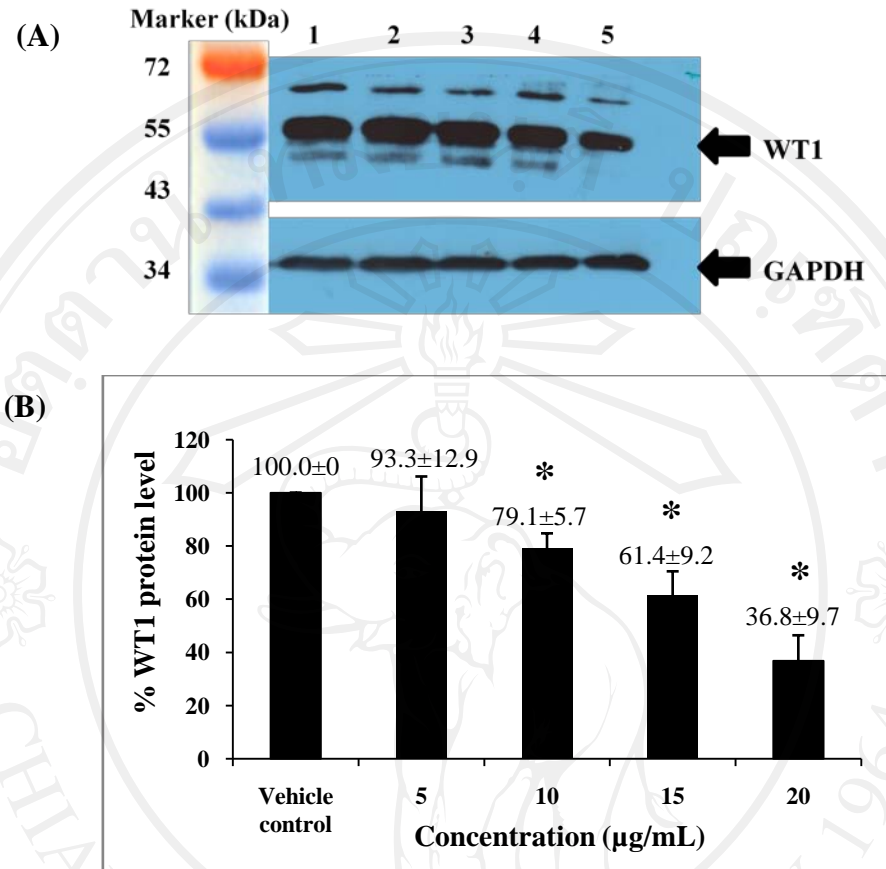 (A)
Marker (kDa)
1 2 3 4 5
72
55
WT1
43
34
GAPDH
(B)
% WT1 protein level
120
100
80
60
40
20
0
100.0±0
93.3±12.9
*
79.1±5.7
*
61.4±9.2
*
36.8±9.7
Vehicle control 5 10 15 20
Concentration (µg/mL)
1964